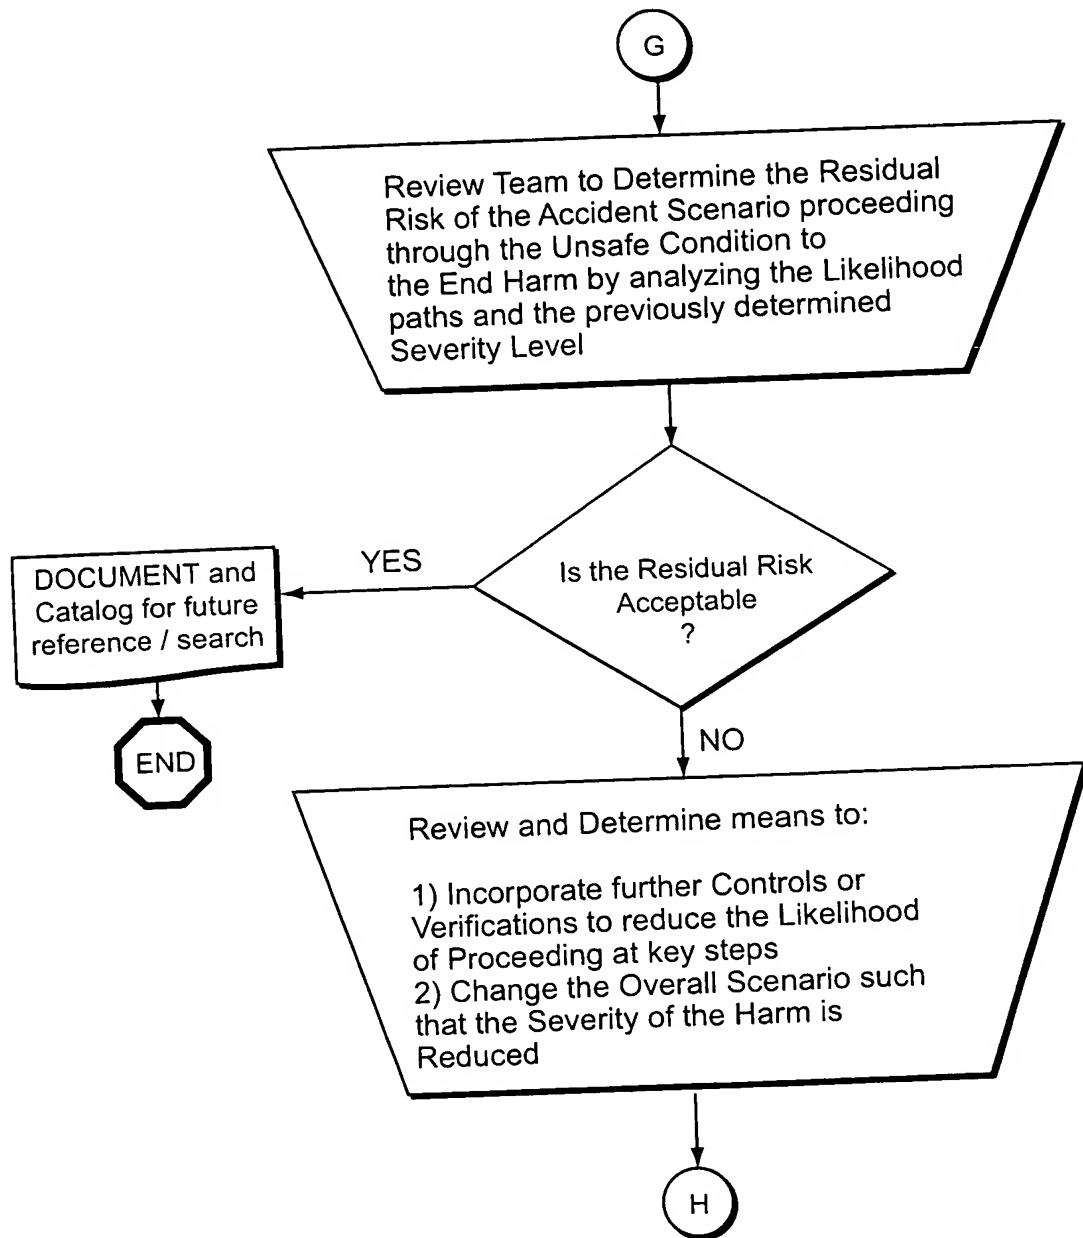 G
Review Team to Determine the Residual
Risk of the Accident Scenario proceeding
through the Unsafe Condition to
the End Harm by analyzing the Likelihood
paths and the previously determined
Severity Level
Is the Residual Risk
Acceptable
?
YES
DOCUMENT and
Catalog for future
reference / search
END
NO
Review and Determine means to:
1) Incorporate further Controls or
Verifications to reduce the Likelihood
of Proceeding at key steps
2) Change the Overall Scenario such
that the Severity of the Harm is
Reduced
H